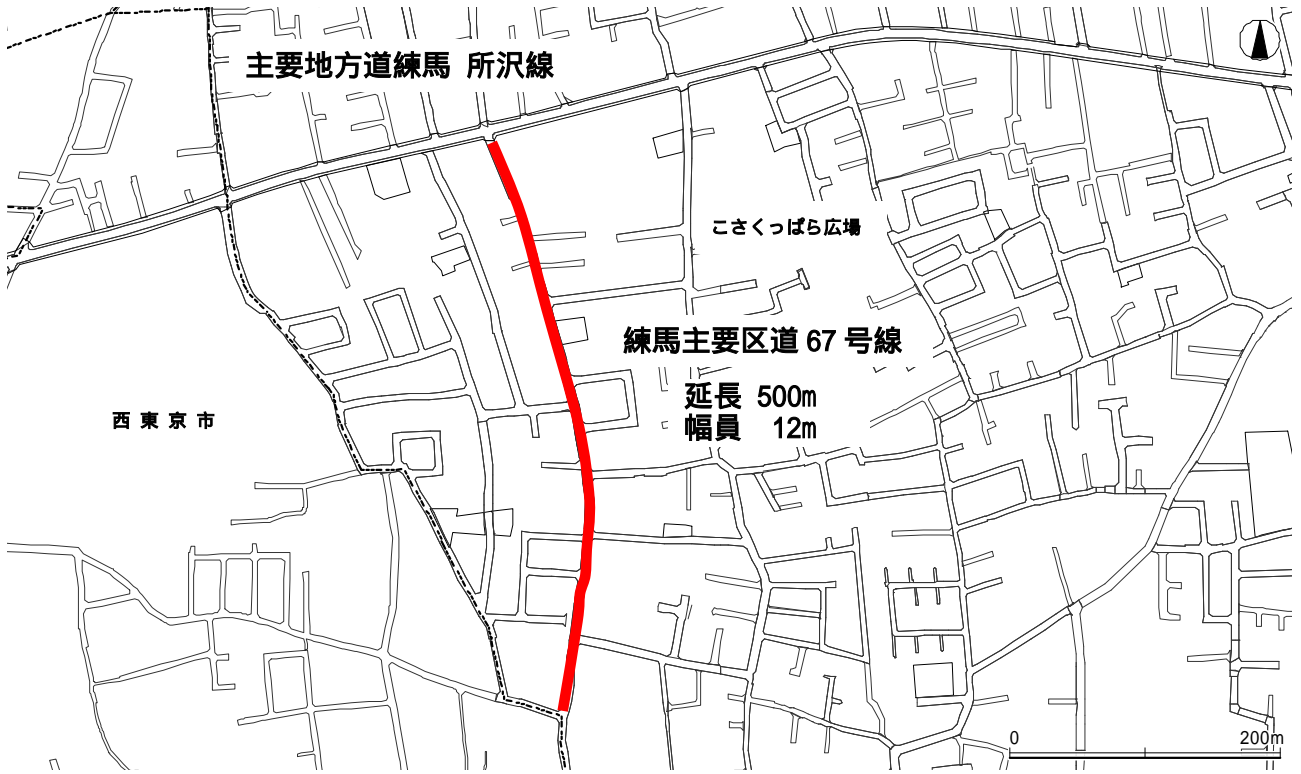 主要地方道練馬 所沢線
こさくっぱら広場
練馬主要区道 67 号線
延長 500m
幅員 12m
西東京市
0 200m